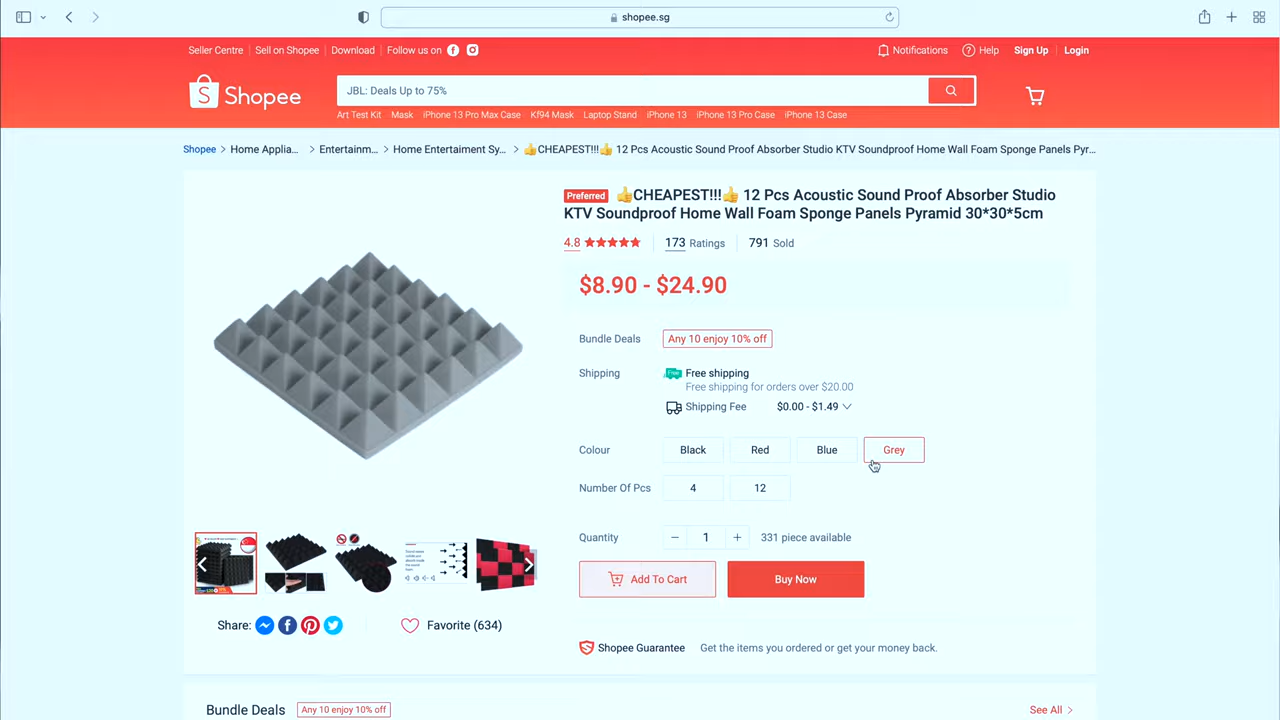 shopee.sg
Seller Centre
Sell on Shopee
Download
Follow us on
Notifications
Help
Sign Up
Login
Shopee
JBL: Deals Up to 75%
Art Test Kit
Mask
iPhone 13 Pro Max Case
Kf94 Mask
Laptop Stand
iPhone 13
iPhone 13 Pro Case
iPhone 13 Case
Shopee > Home Applia... > Entertainm... > Home Entertaiment Sy... > 👍CHEAPEST!!!👍 12 Pcs Acoustic Sound Proof Absorber Studio KTV Soundproof Home Wall Foam Sponge Panels Pyr...
Preferred 👍CHEAPEST!!!👍 12 Pcs Acoustic Sound Proof Absorber Studio
KTV Soundproof Home Wall Foam Sponge Panels Pyramid 30*30*5cm
4.8
173 Ratings
791 Sold
$8.90 - $24.90
Bundle Deals
Any 10 enjoy 10% off
Shipping
Free shipping
Free shipping for orders over $20.00
Shipping Fee
$0.00 - $1.49
Colour
Black
Red
Blue
Grey
Number Of Pcs
4
12
Quantity
1
331 piece available
Add To Cart
Buy Now
Share:
Favorite (634)
Shopee Guarantee
Get the items you ordered or get your money back.
Bundle Deals
Any 10 enjoy 10% off
See All